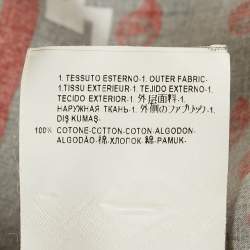 1. TESSUTO ESTERNO-1. OUTER FABRIC-
1.TISSU EXTERIEUR-1. TEJIDO EXTERNO-1.
TECIDO EXTERIOR-1. 外层面料-1.
НАРУЖНАЯ ТКАНЬ-1. 外側のファブリック-1.
DIŞ KUMAŞ-
100% COTONE-COTTON-COTON-ALGODON-
ALGODÃO-棉-ХЛОПОК-綿-PAMUK-